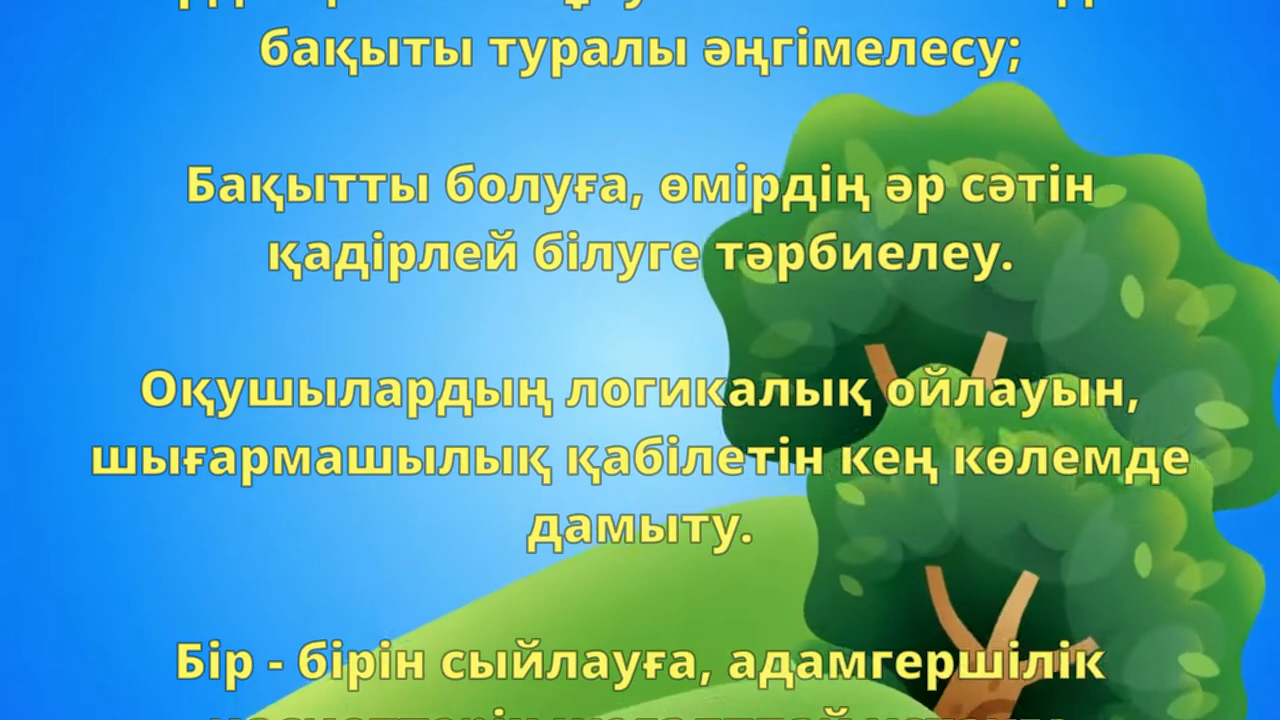 бақыты туралы әңгімелесу;
Бақытты болуға, өмірдің әр сәтін
қадірлей білуге тәрбиелеу.
Оқушылардың логикалық ойлауын,
шығармашылық қабілетін кең көлемде
дамыту.
Бір - бірін сыйлауға, адамгершілік